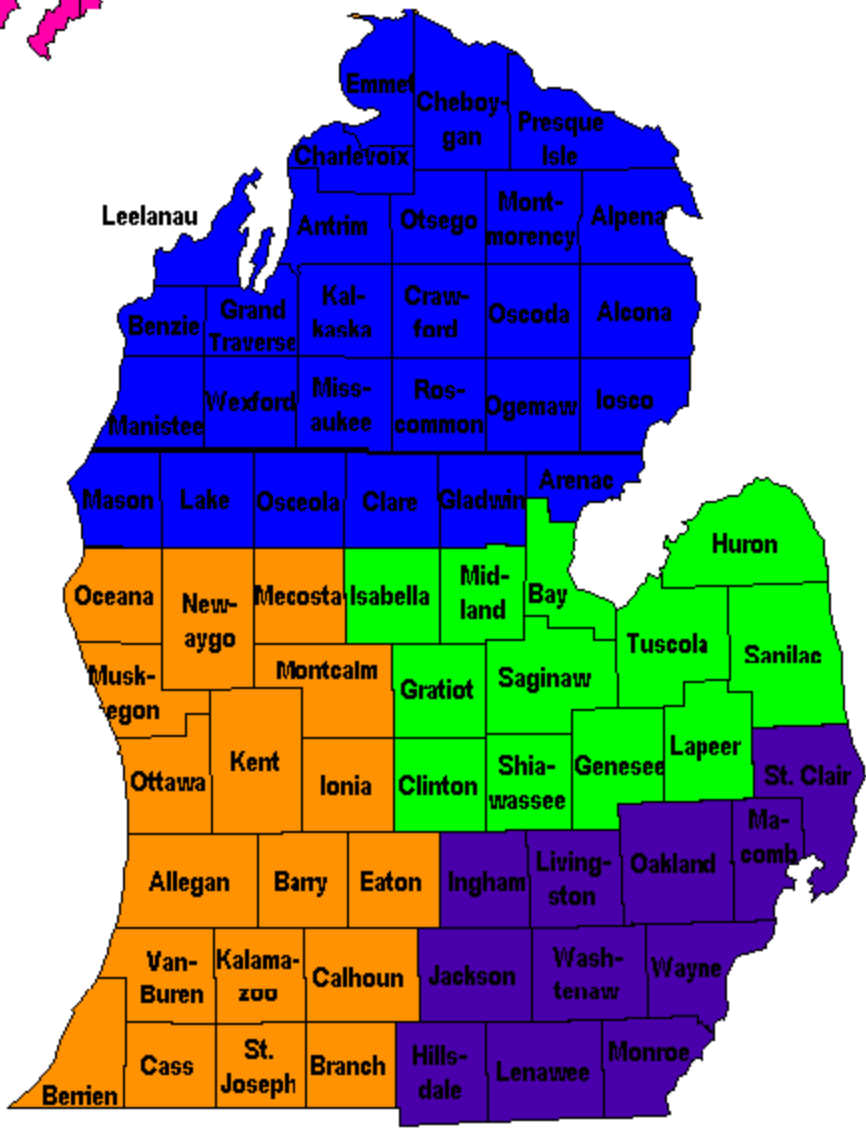 Emmet
Cheboy-
gan
Presque
Isle
Charlevoix
Leelanau
Antrim
Otsego
Mont-
morency
Alpena
Benzie
Grand
Traverse
Kal-
kaska
Craw-
ford
Oscoda
Alcona
Manistee
Wexford
Miss-
aukee
Ros-
common
Ogemaw
Iosco
Mason
Lake
Osceola
Clare
Gladwin
Arenac
Huron
Oceana
New-
aygo
Mecosta
Isabella
Mid-
land
Bay
Tuscola
Sanilac
Musk-
egon
Montcalm
Gratiot
Saginaw
Ottawa
Kent
Ionia
Clinton
Shia-
wassee
Genesee
Lapeer
St. Clair
Allegan
Barry
Eaton
Ingham
Living-
ston
Oakland
Ma-
comb
Van-
Buren
Kalama-
zoo
Calhoun
Jackson
Wash-
tenaw
Wayne
Berrien
Cass
St.
Joseph
Branch
Hills-
dale
Lenawee
Monroe